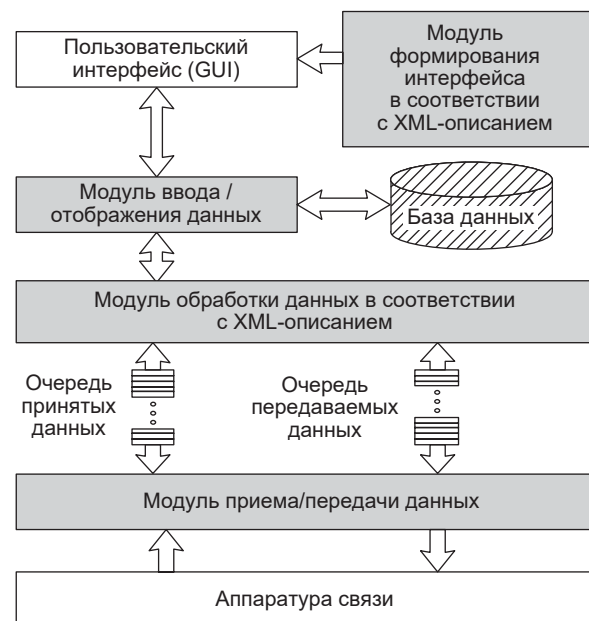 Пользовательский
интерфейс (GUI)
Модуль
формирования
интерфейса
в соответствии
с XML-описанием
Модуль ввода /
отображения данных
База данных
Модуль обработки данных в соответствии
с XML-описанием
Очередь
принятых
данных
Очередь
передаваемых
данных
Модуль приема/передачи данных
Аппаратура связи